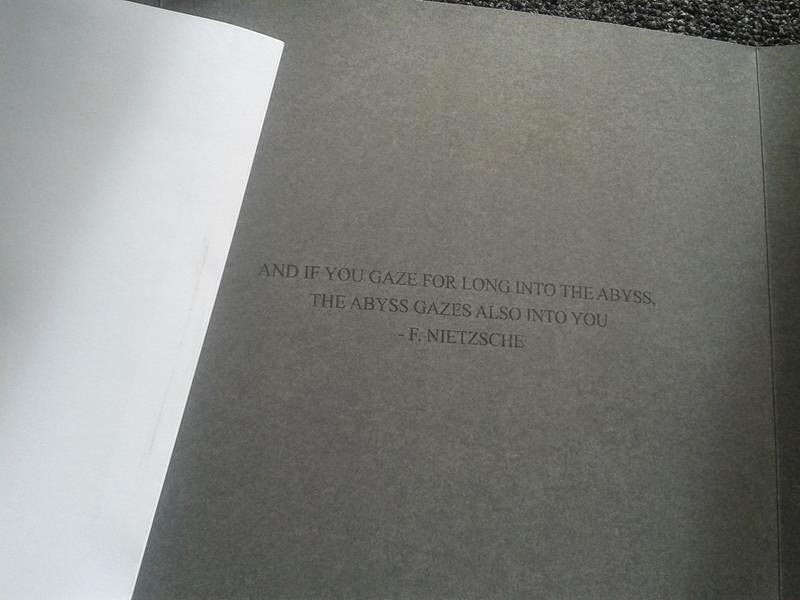 AND IF YOU GAZE FOR LONG INTO THE ABYSS,
THE ABYSS GAZES ALSO INTO YOU
- F. NIETZSCHE